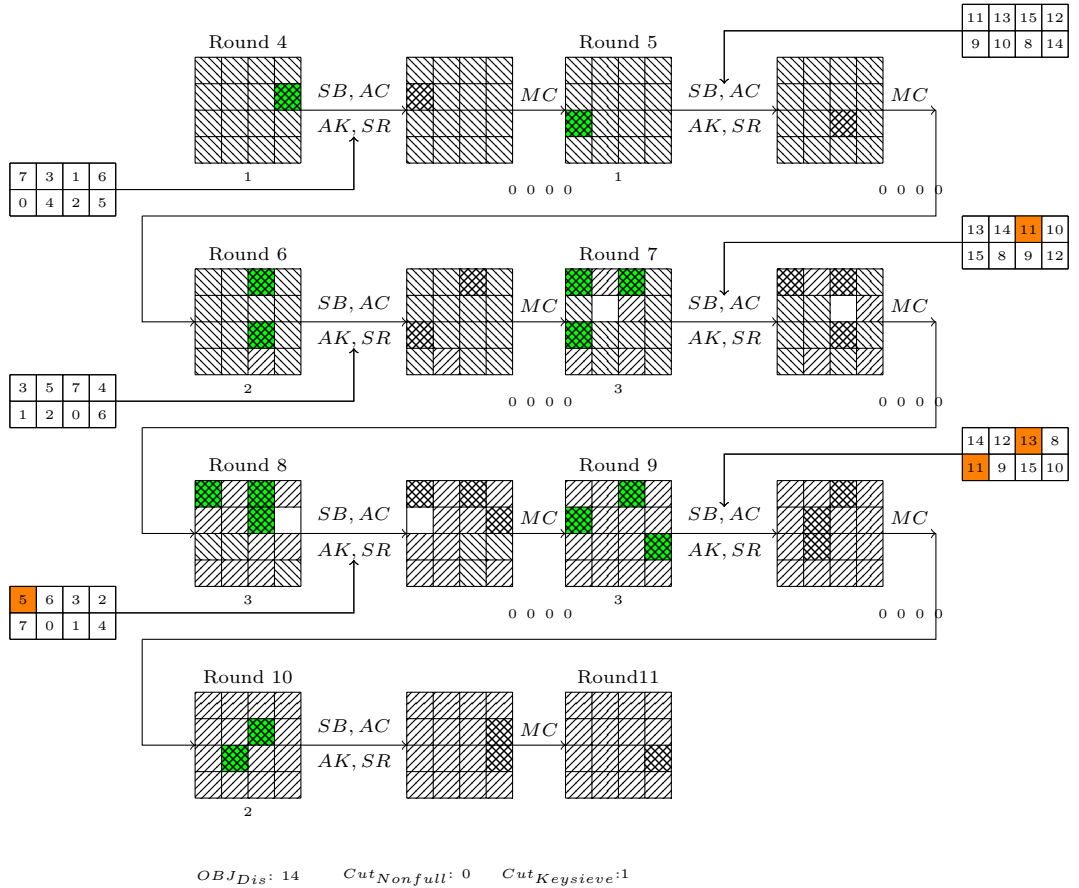 11 13 15 12
9 10 8 14
Round 4
Round 5
SB, AC
MC
SB, AC
MC
AK, SR
AK, SR
7 3 1 6
0 4 2 5
1
0 0 0 0
1
0 0 0 0
13 14 11 10
15 8 9 12
Round 6
Round 7
SB, AC
MC
SB, AC
MC
AK, SR
AK, SR
3 5 7 4
1 2 0 6
2
0 0 0 0
3
0 0 0 0
14 12 13 8
11 9 15 10
Round 8
Round 9
SB, AC
MC
SB, AC
MC
AK, SR
AK, SR
5 6 3 2
7 0 1 4
3
0 0 0 0
3
0 0 0 0
Round 10
Round11
SB, AC
MC
AK, SR
2
OBJ_Dis: 14 Cut_Nonfull: 0 Cut_Keysieve:1